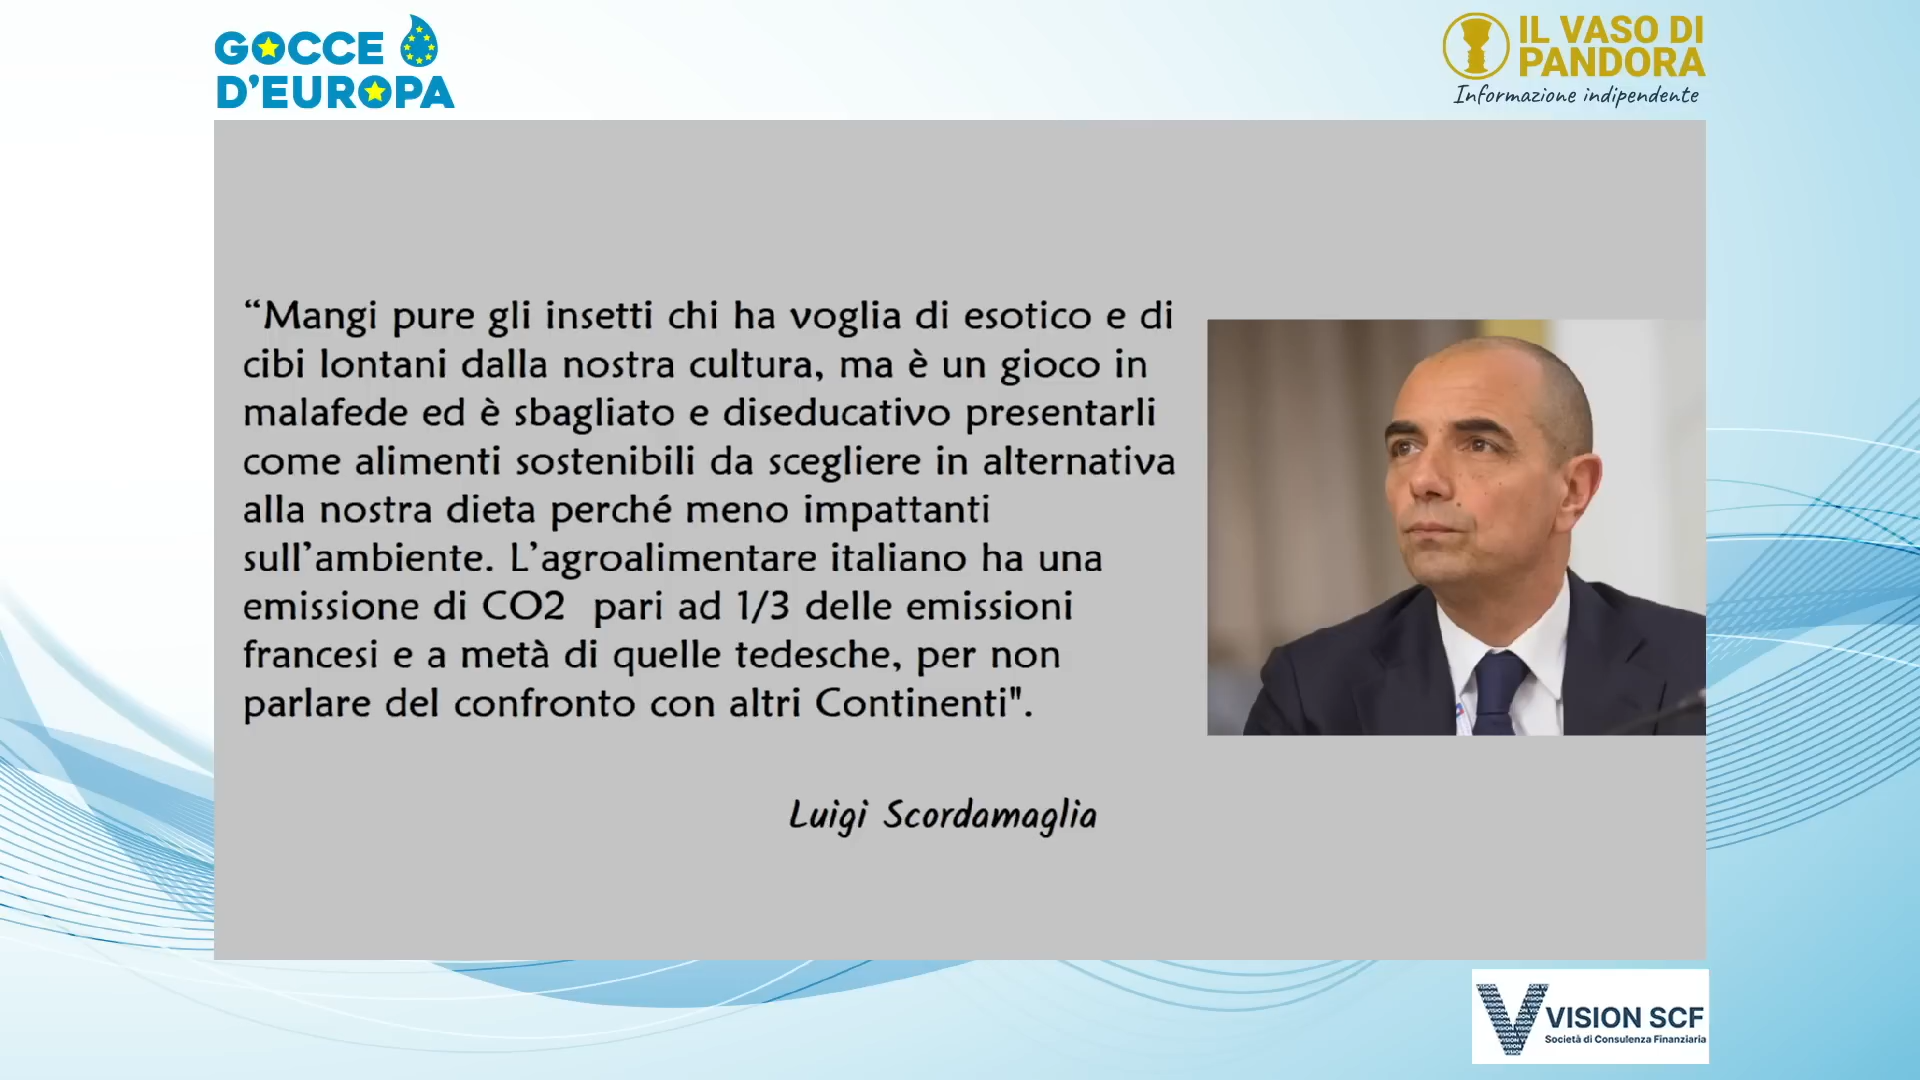 GOCCE
D'EUROPA
IL VASO DI
PANDORA
Informazione indipendente
“Mangi pure gli insetti chi ha voglia di esotico e di
cibi lontani dalla nostra cultura, ma è un gioco in
malafede ed è sbagliato e diseducativo presentarli
come alimenti sostenibili da scegliere in alternativa
alla nostra dieta perché meno impattanti
sull’ambiente. L’agroalimentare italiano ha una
emissione di CO2  pari ad 1/3 delle emissioni
francesi e a metà di quelle tedesche, per non
parlare del confronto con altri Continenti".
Luigi Scordamaglia
VISION SCF
Società di Consulenza Finanziaria